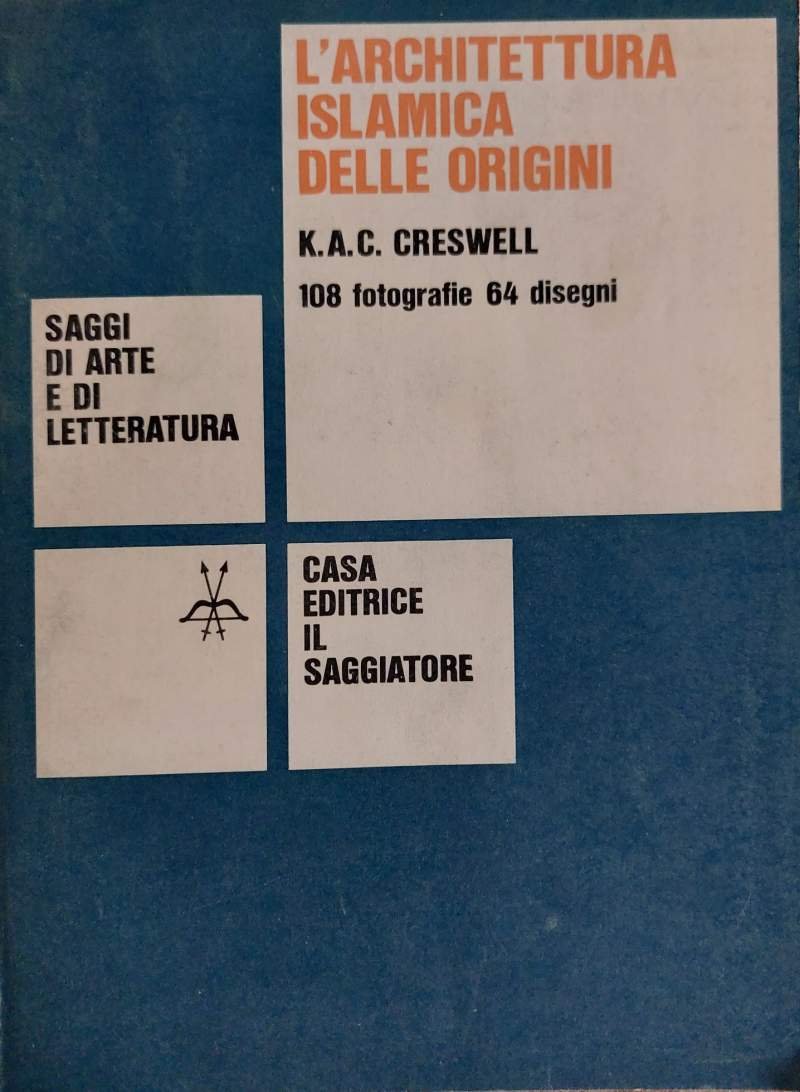 L'ARCHITETTURA
ISLAMICA
DELLE ORIGINI
K.A.C. CRESWELL
108 fotografie 64 disegni
SAGGI
DI ARTE
E DI
LETTERATURA
CASA
EDITRICE
IL
SAGGIATORE